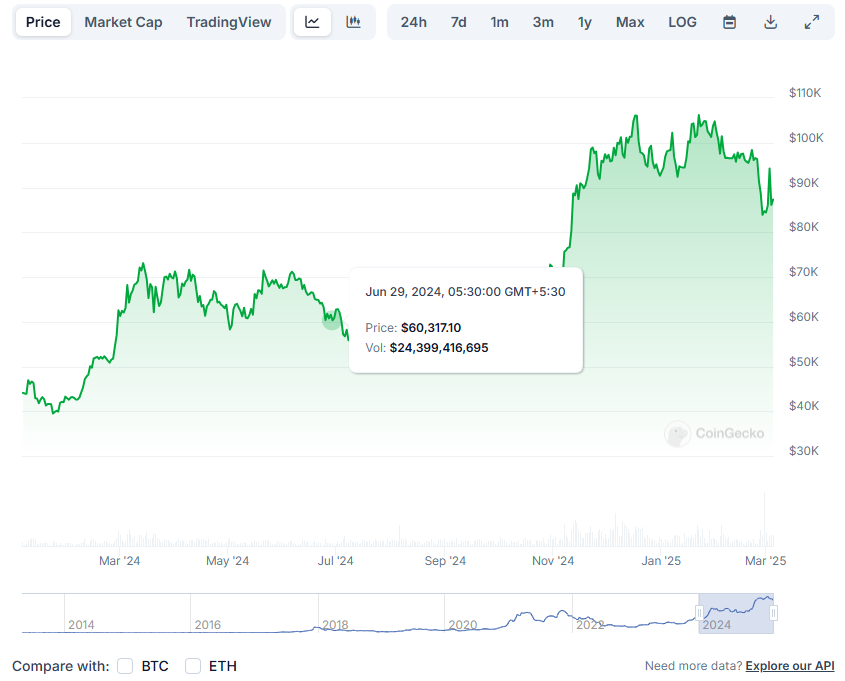 Price Market Cap TradingView 24h 7d 1m 3m 1y Max LOG
$110K
$100K
$90K
$80K
$70K
$60K
$50K
$40K
$30K
Jun 29, 2024, 05:30:00 GMT+5:30
Price: $60,317.10
Vol: $24,399,416,695
CoinGecko
Mar '24 May '24 Jul '24 Sep '24 Nov '24 Jan '25 Mar '25
2014 2016 2018 2020 2022 2024
Compare with: BTC ETH Need more data? Explore our API